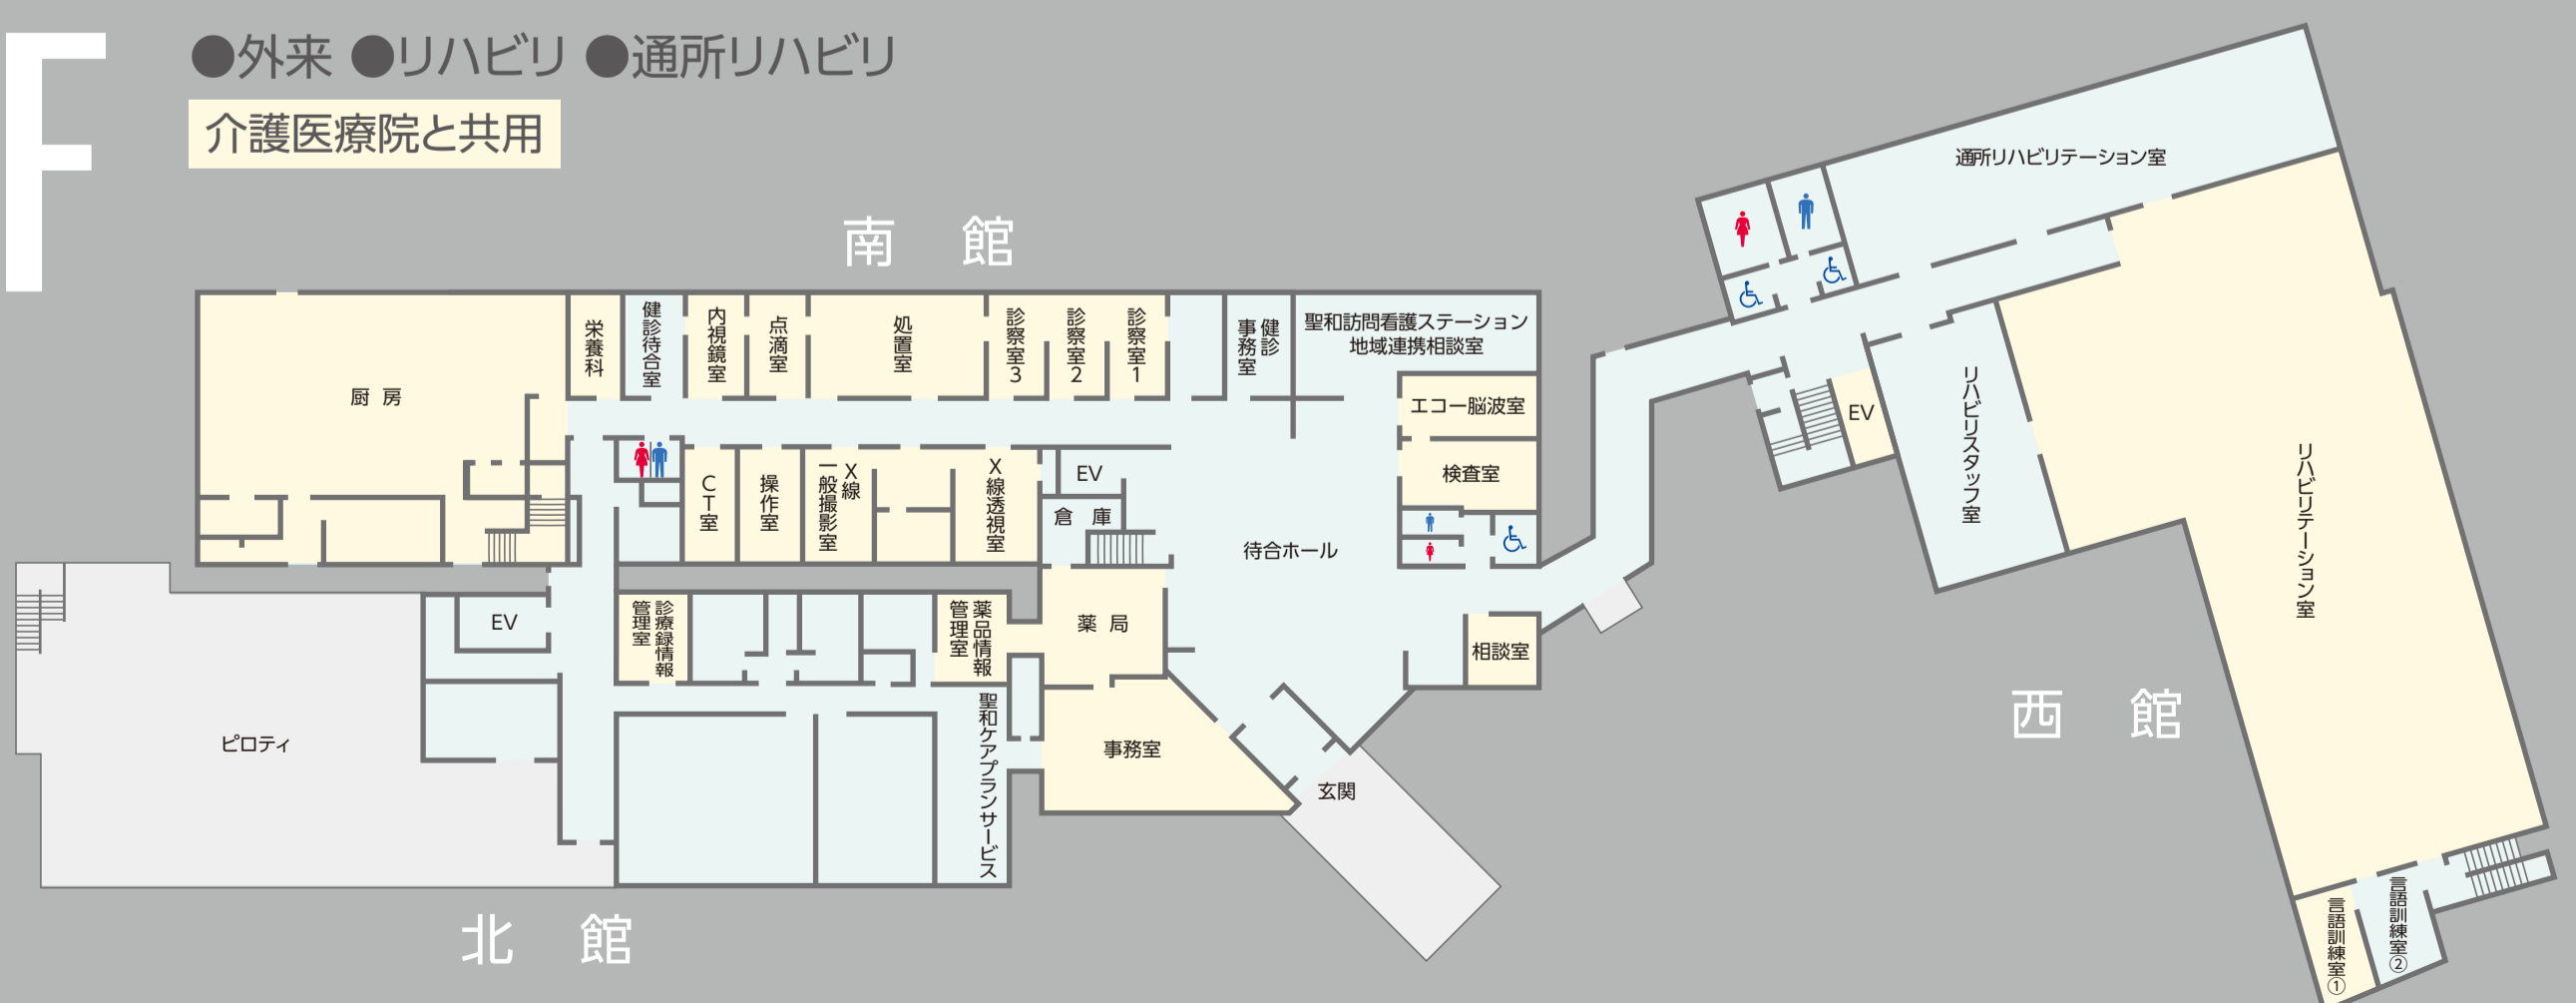 F
●外来 ●リハビリ ●通所リハビリ
介護医療院と共用
南 館
通所リハビリテーション室
厨 房
栄養科
健診待合室
内視鏡室
点滴室
処置室
診察室3
診察室2
診察室1
健診
事務室
聖和訪問看護ステーション
地域連携相談室
エコー脳波室
検査室
CT室
操作室
X線
一般撮影室
X線透視室
EV
倉 庫
待合ホール
EV
リハビリスタッフ室
リハビリテーション室
EV
診療録情報
管理室
薬品情報
管理室
薬 局
相談室
ピロティ
聖和ケアプランサービス
事務室
玄関
西 館
北 館
言語訓練室①
言語訓練室②